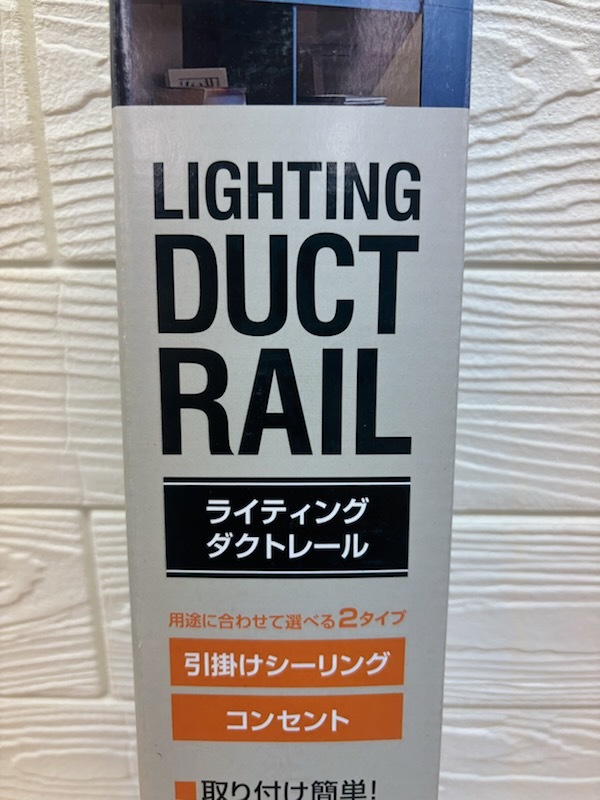 LIGHTING
DUCT
RAIL
ライティング
ダクトレール
用途に合わせて選べる2タイプ
引掛けシーリング
コンセント
■取り付け簡単!